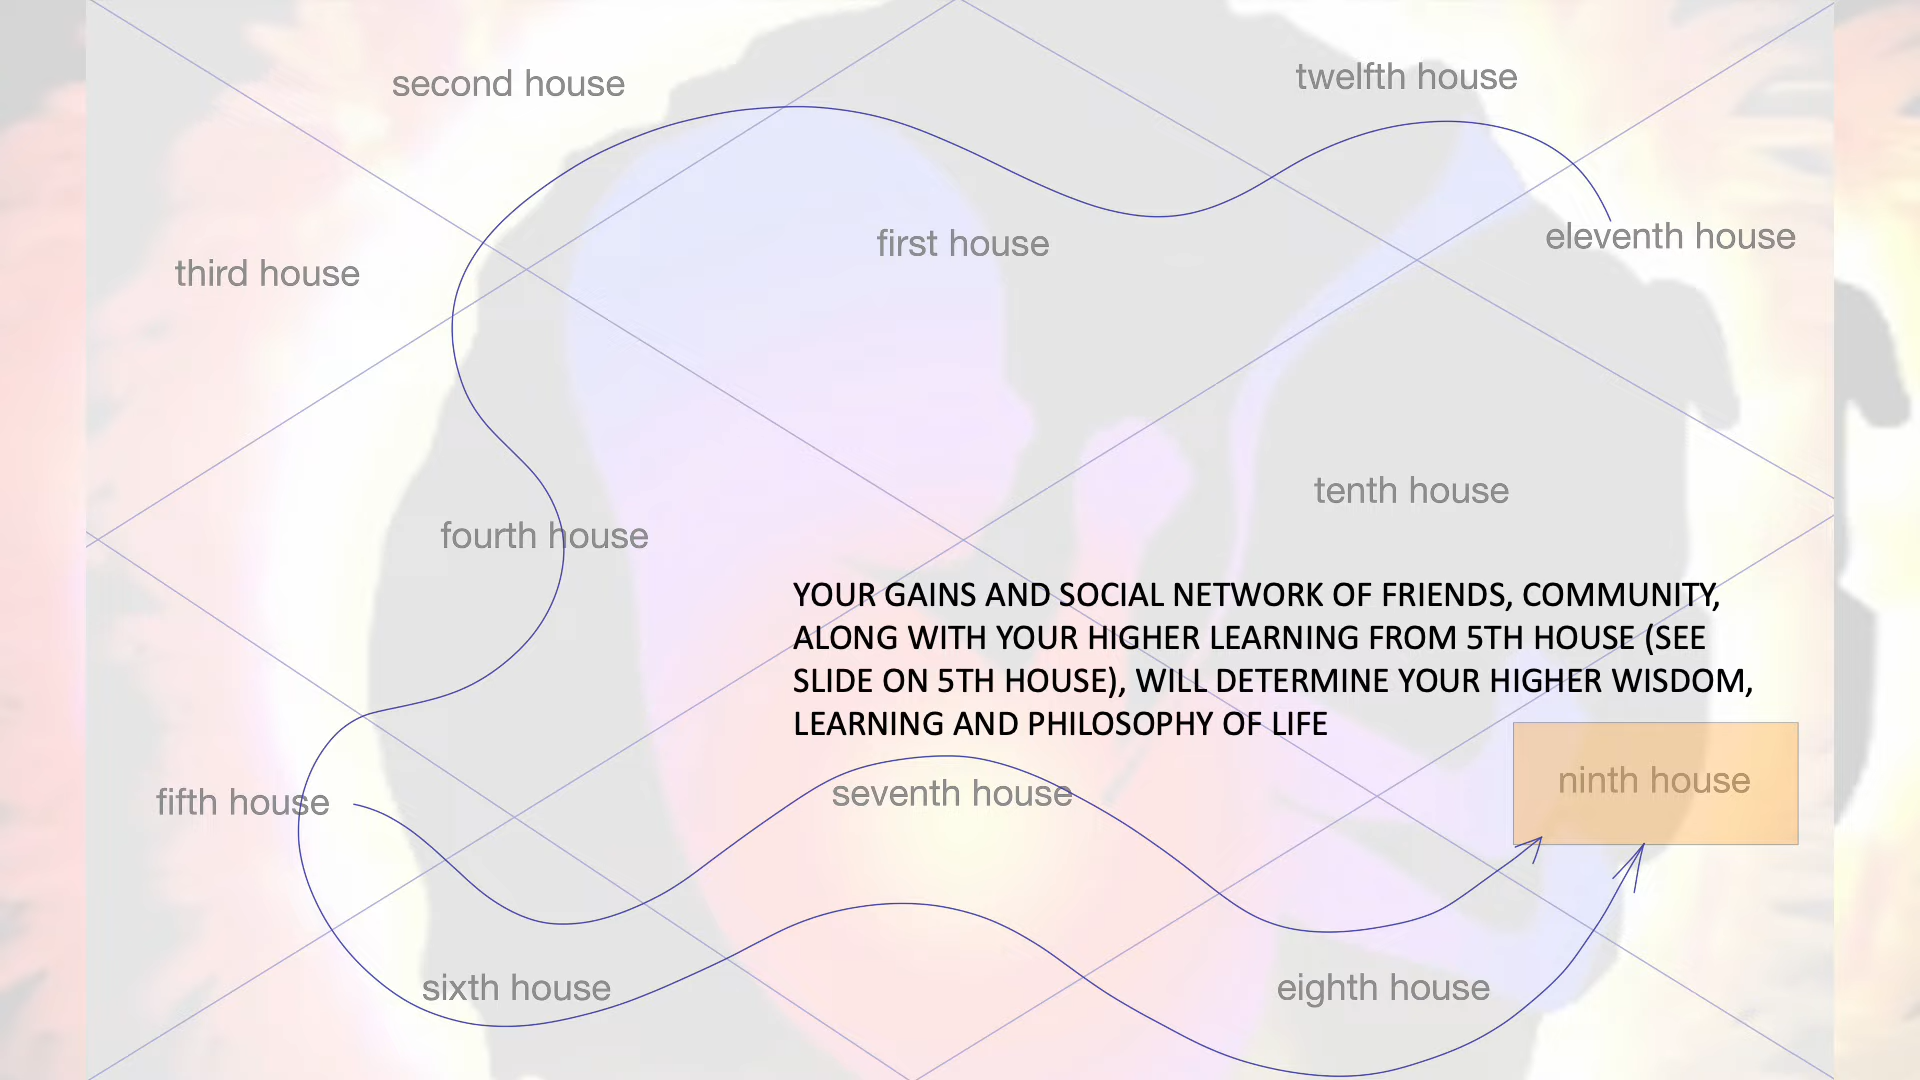 second house
twelfth house
first house
eleventh house
third house
tenth house
fourth house
YOUR GAINS AND SOCIAL NETWORK OF FRIENDS, COMMUNITY,
ALONG WITH YOUR HIGHER LEARNING FROM 5TH HOUSE (SEE
SLIDE ON 5TH HOUSE), WILL DETERMINE YOUR HIGHER WISDOM,
LEARNING AND PHILOSOPHY OF LIFE
ninth house
seventh house
fifth house
sixth house
eighth house